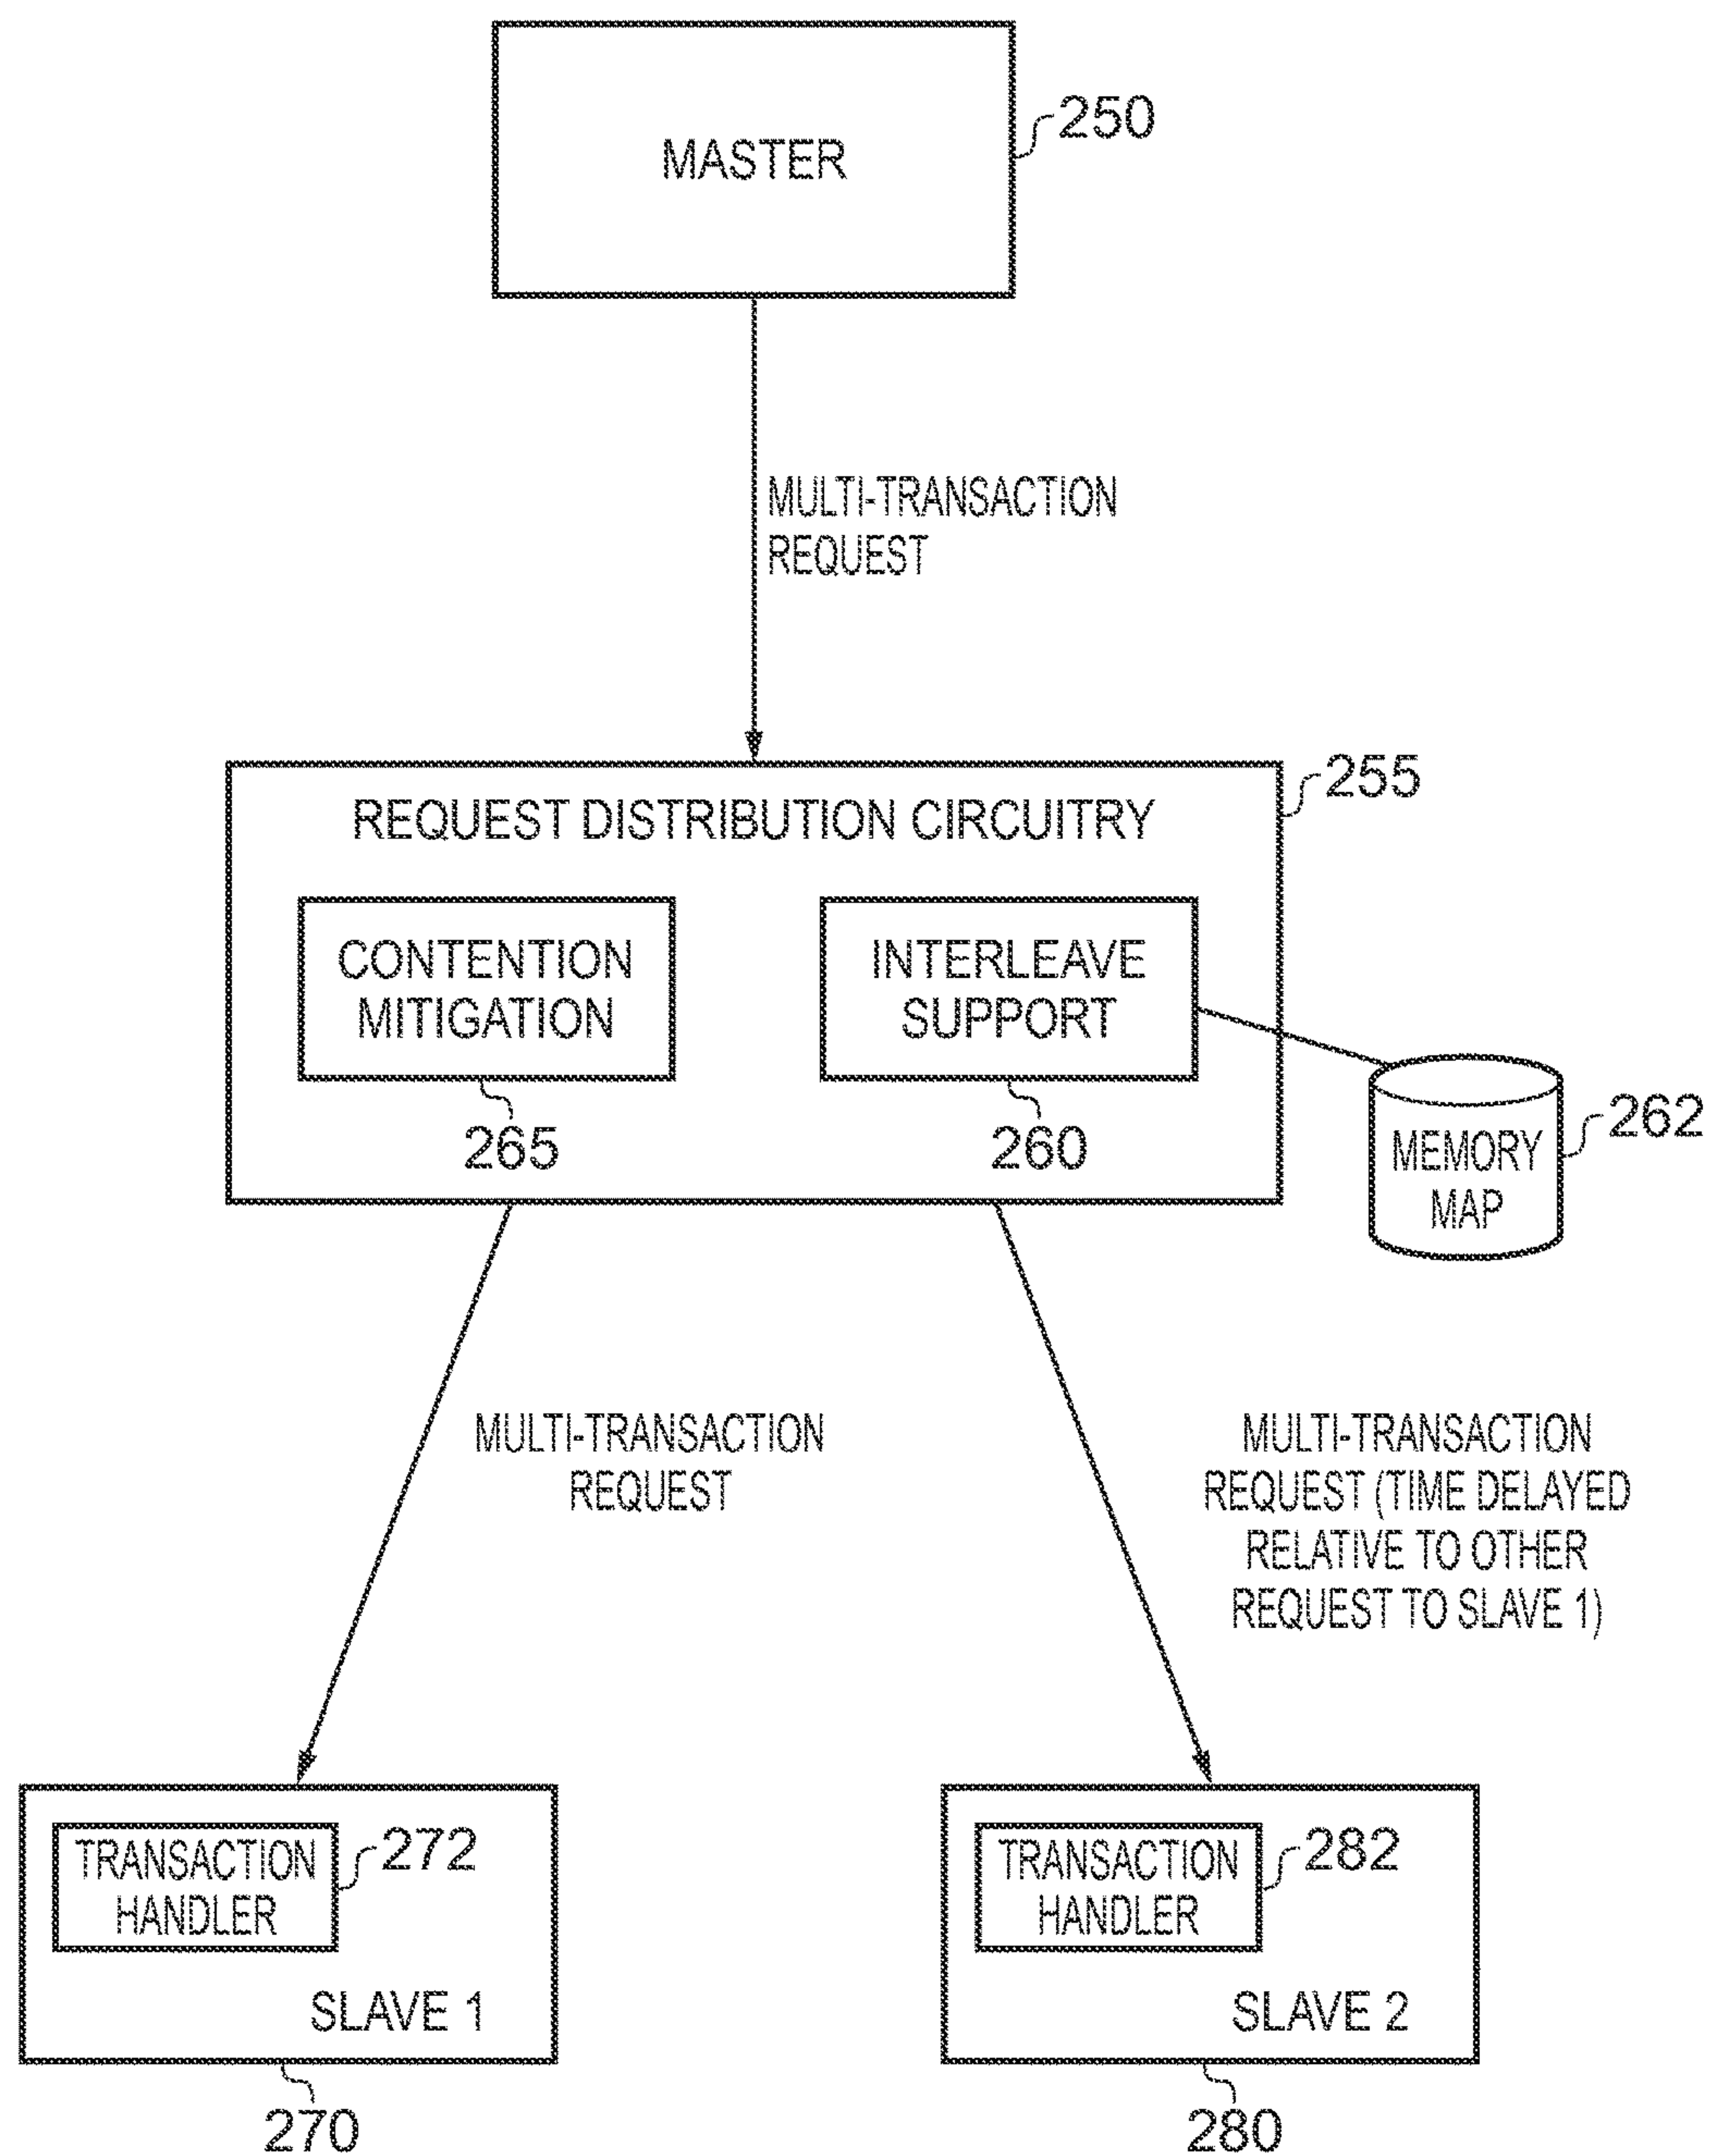 MASTER
250
MULTI-TRANSACTION
REQUEST
255
REQUEST DISTRIBUTION CIRCUITRY
CONTENTION
MITIGATION
265
INTERLEAVE
SUPPORT
260
MEMORY
MAP
262
MULTI-TRANSACTION
REQUEST
MULTI-TRANSACTION
REQUEST (TIME DELAYED
RELATIVE TO OTHER
REQUEST TO SLAVE 1)
TRANSACTION
HANDLER
272
SLAVE 1
270
TRANSACTION
HANDLER
282
SLAVE 2
280